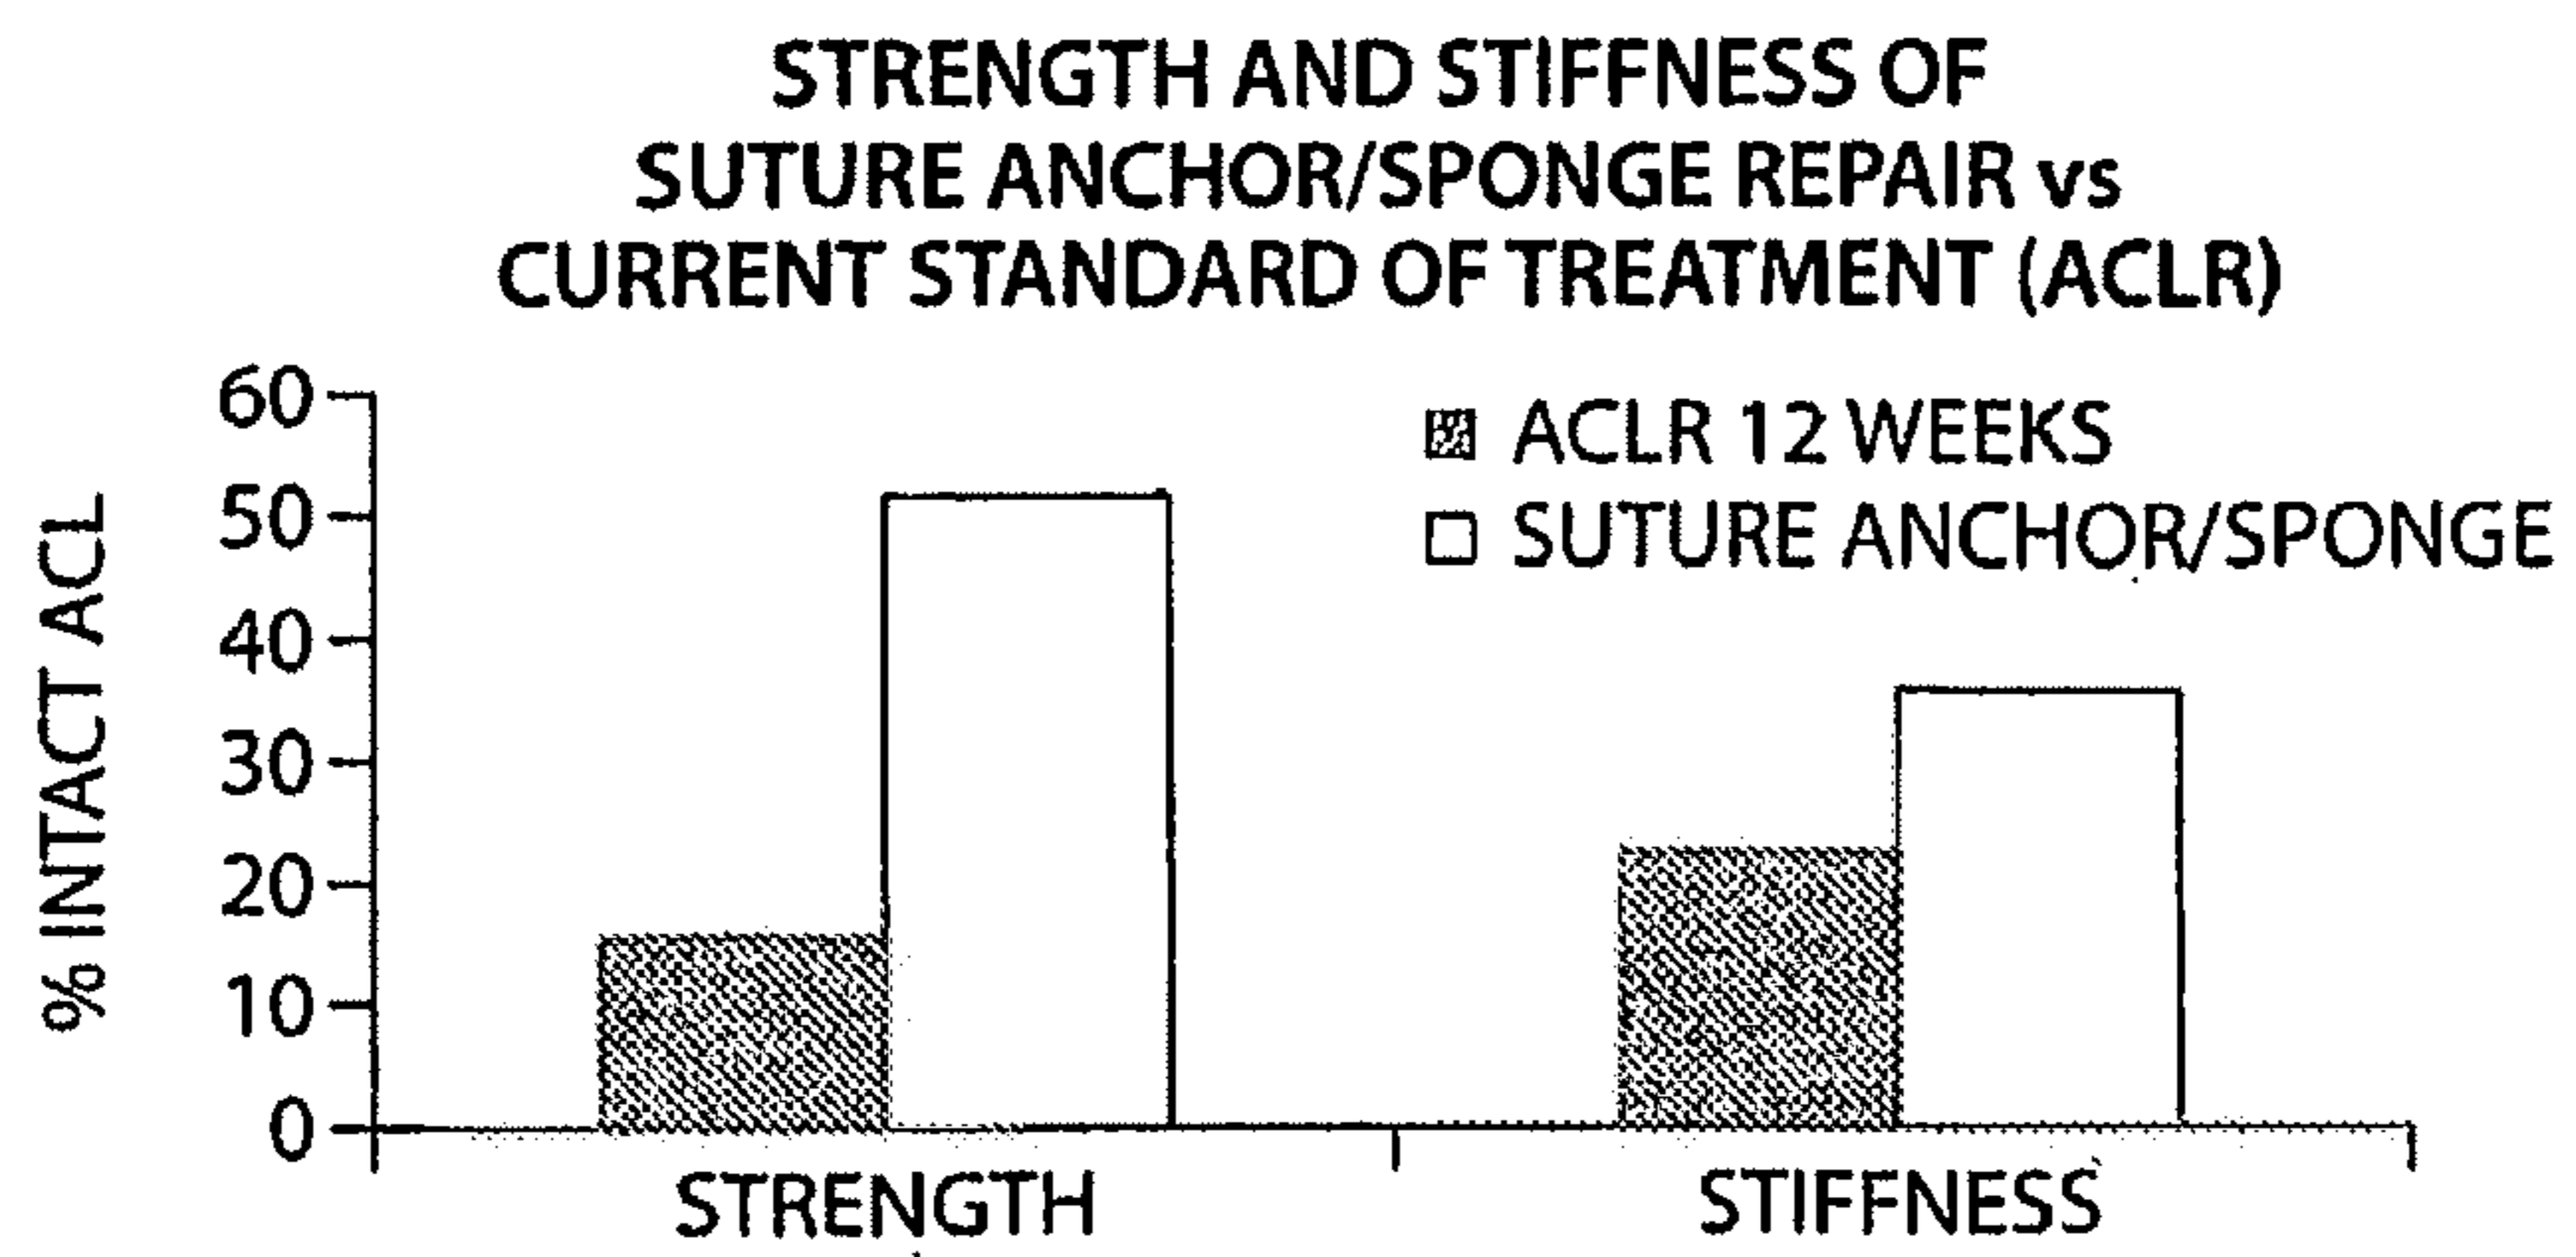 STRENGTH AND STIFFNESS OF
SUTURE ANCHOR/SPONGE REPAIR vs
CURRENT STANDARD OF TREATMENT (ACLR)
ACLR 12 WEEKS
SUTURE ANCHOR/SPONGE
% INTACT ACL
60
50
40
30
20
10
0
STRENGTH
STIFFNESS